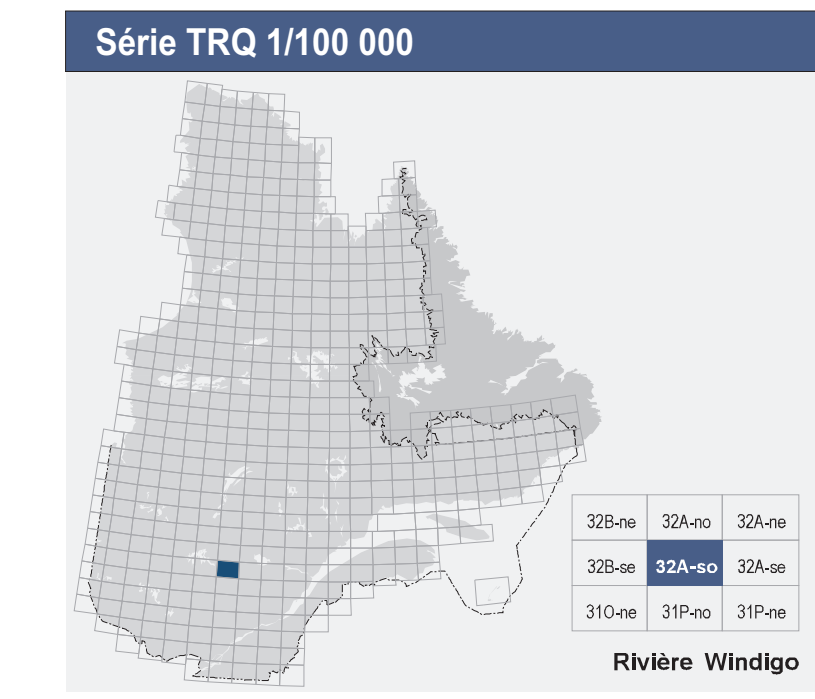 Série TRQ 1/100 000
32B-ne 32A-no 32A-ne
32B-se 32A-so 32A-se
31O-ne 31P-no 31P-ne
Rivière Windigo